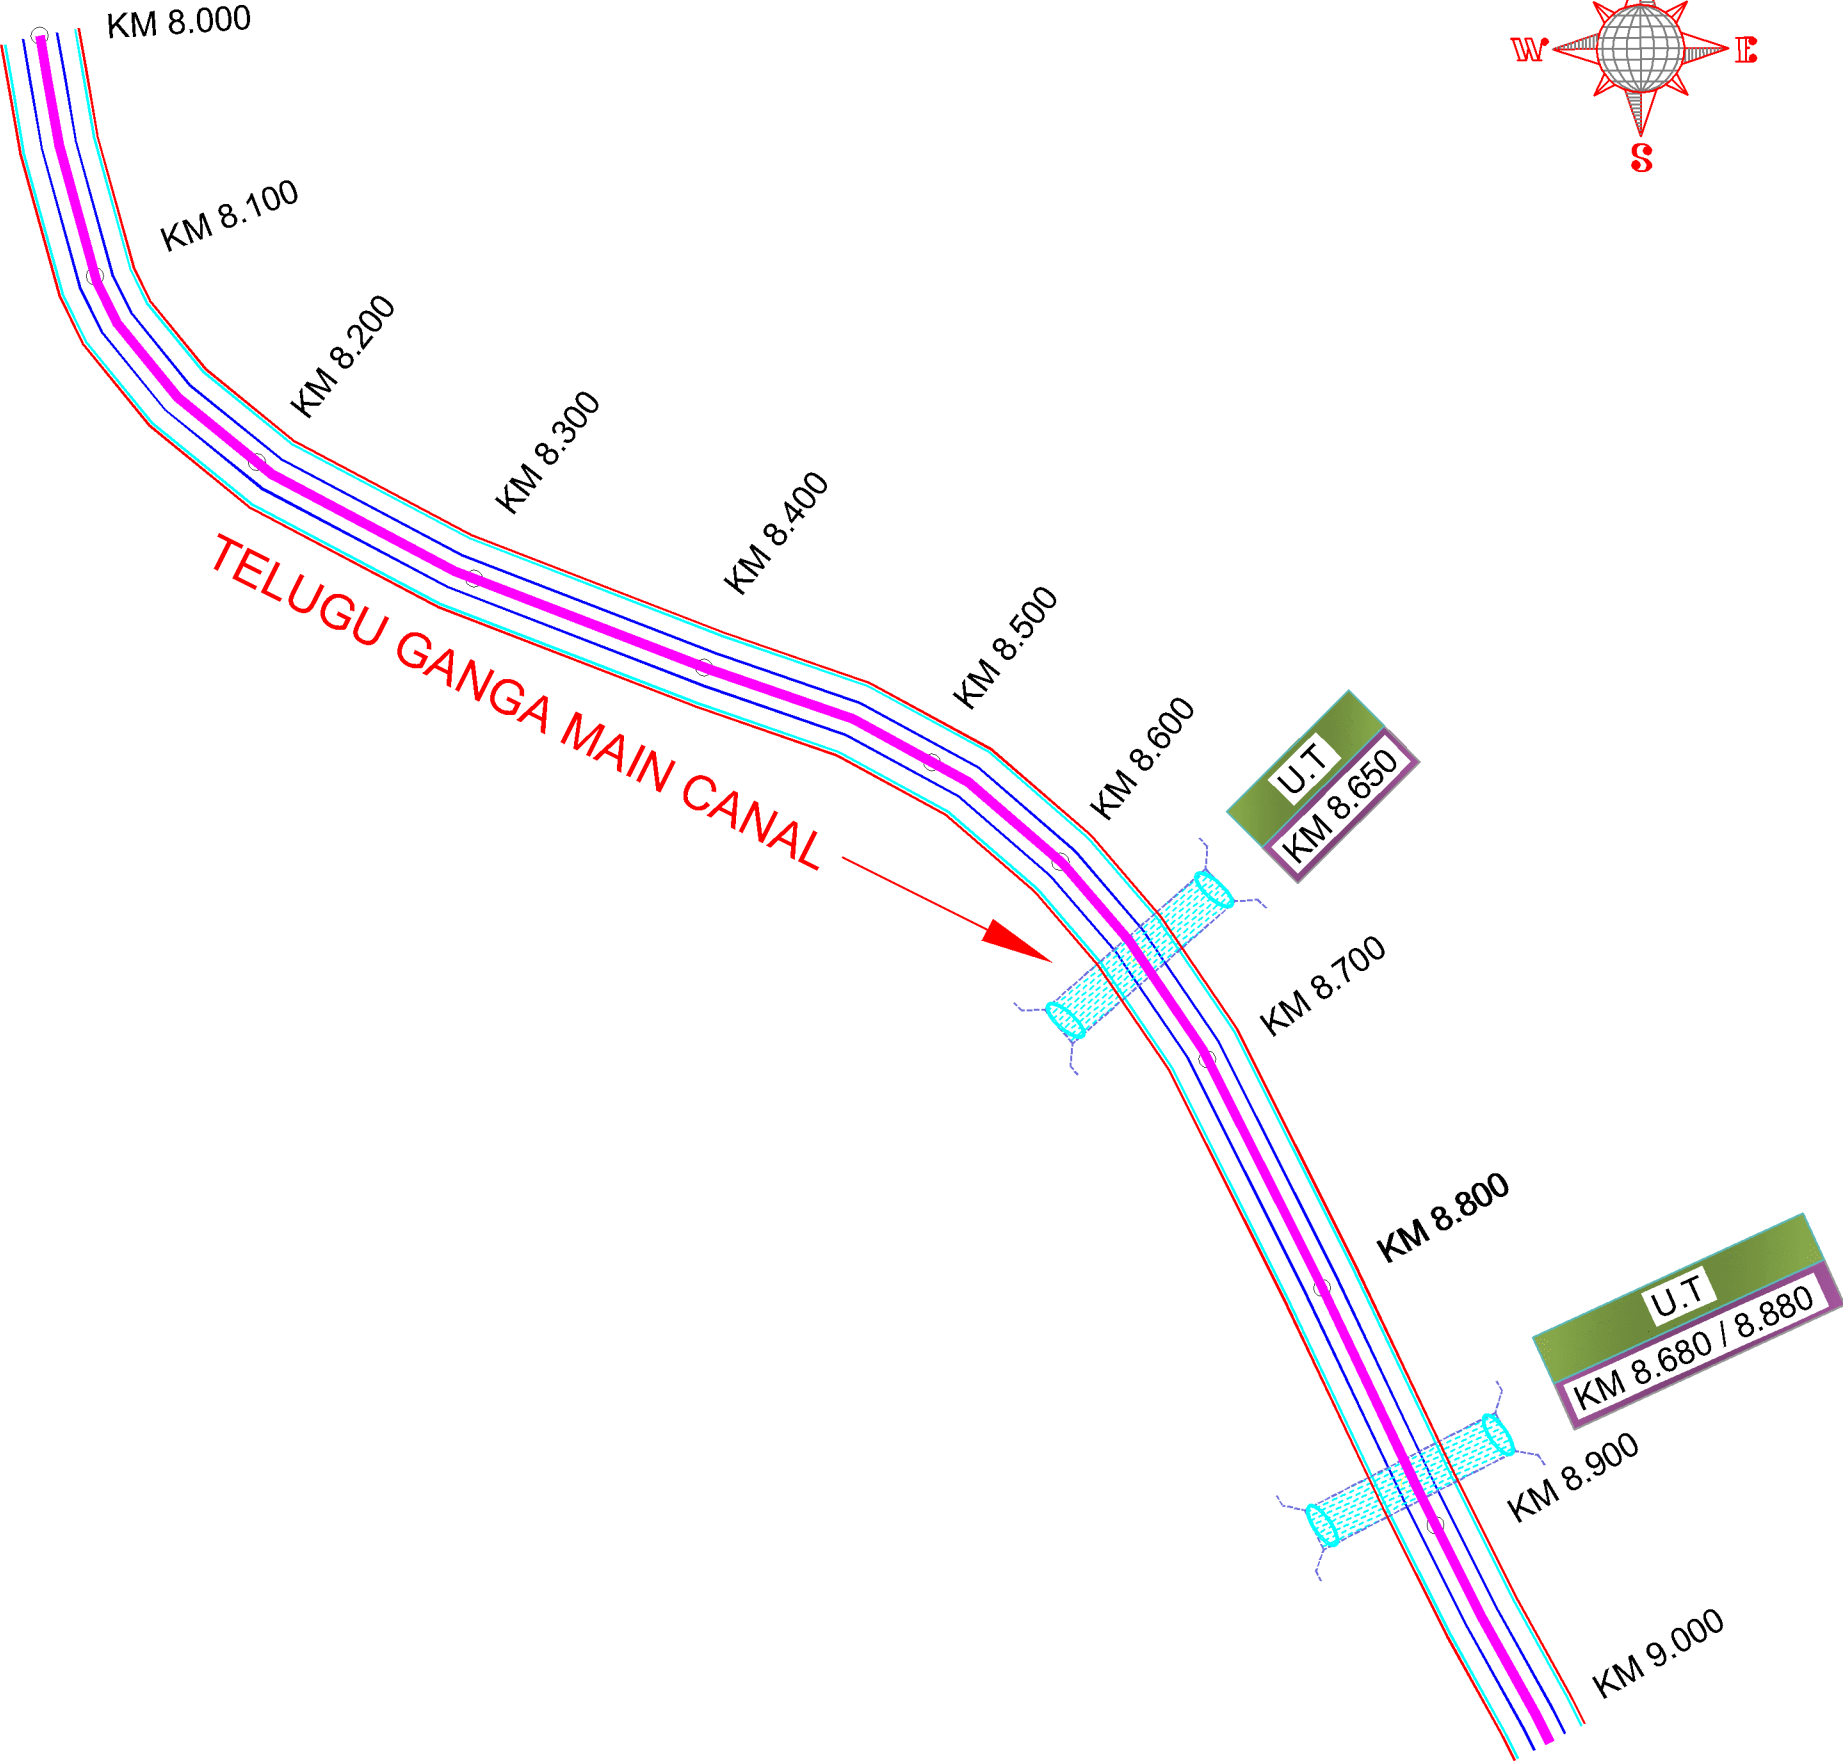 KM 8.000
W
E
S
KM 8.100
KM 8.200
KM 8.300
KM 8.400
TELUGU GANGA MAIN CANAL
KM 8.500
KM 8.600
U.T
KM 8.650
KM 8.700
KM 8.800
U.T
KM 8.680 / 8.880
KM 8.900
KM 9.000